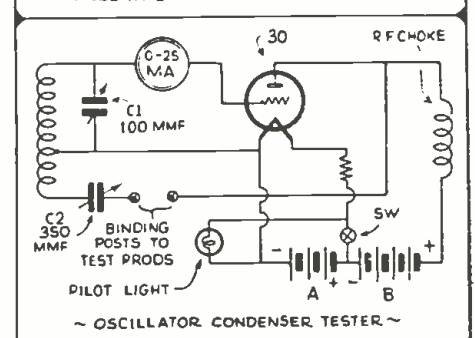 30
R F CHOKE
0-25
MA
C1
100 MMF
C2
350
MMF
BINDING
POSTS TO
TEST PRODS
SW
PILOT LIGHT
-
+
-
+
A
B
~ OSCILLATOR CONDENSER TESTER ~